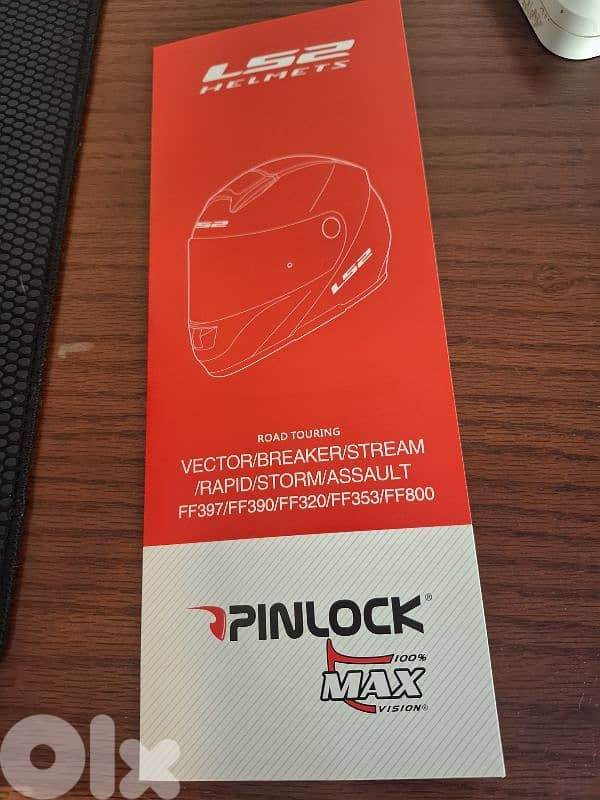 LS2
HELMETS
LS2
LS2
ROAD TOURING
VECTOR/BREAKER/STREAM
/RAPID/STORM/ASSAULT
FF397/FF390/FF320/FF353/FF800
PINLOCK®
100%
MAX
VISION®
olx